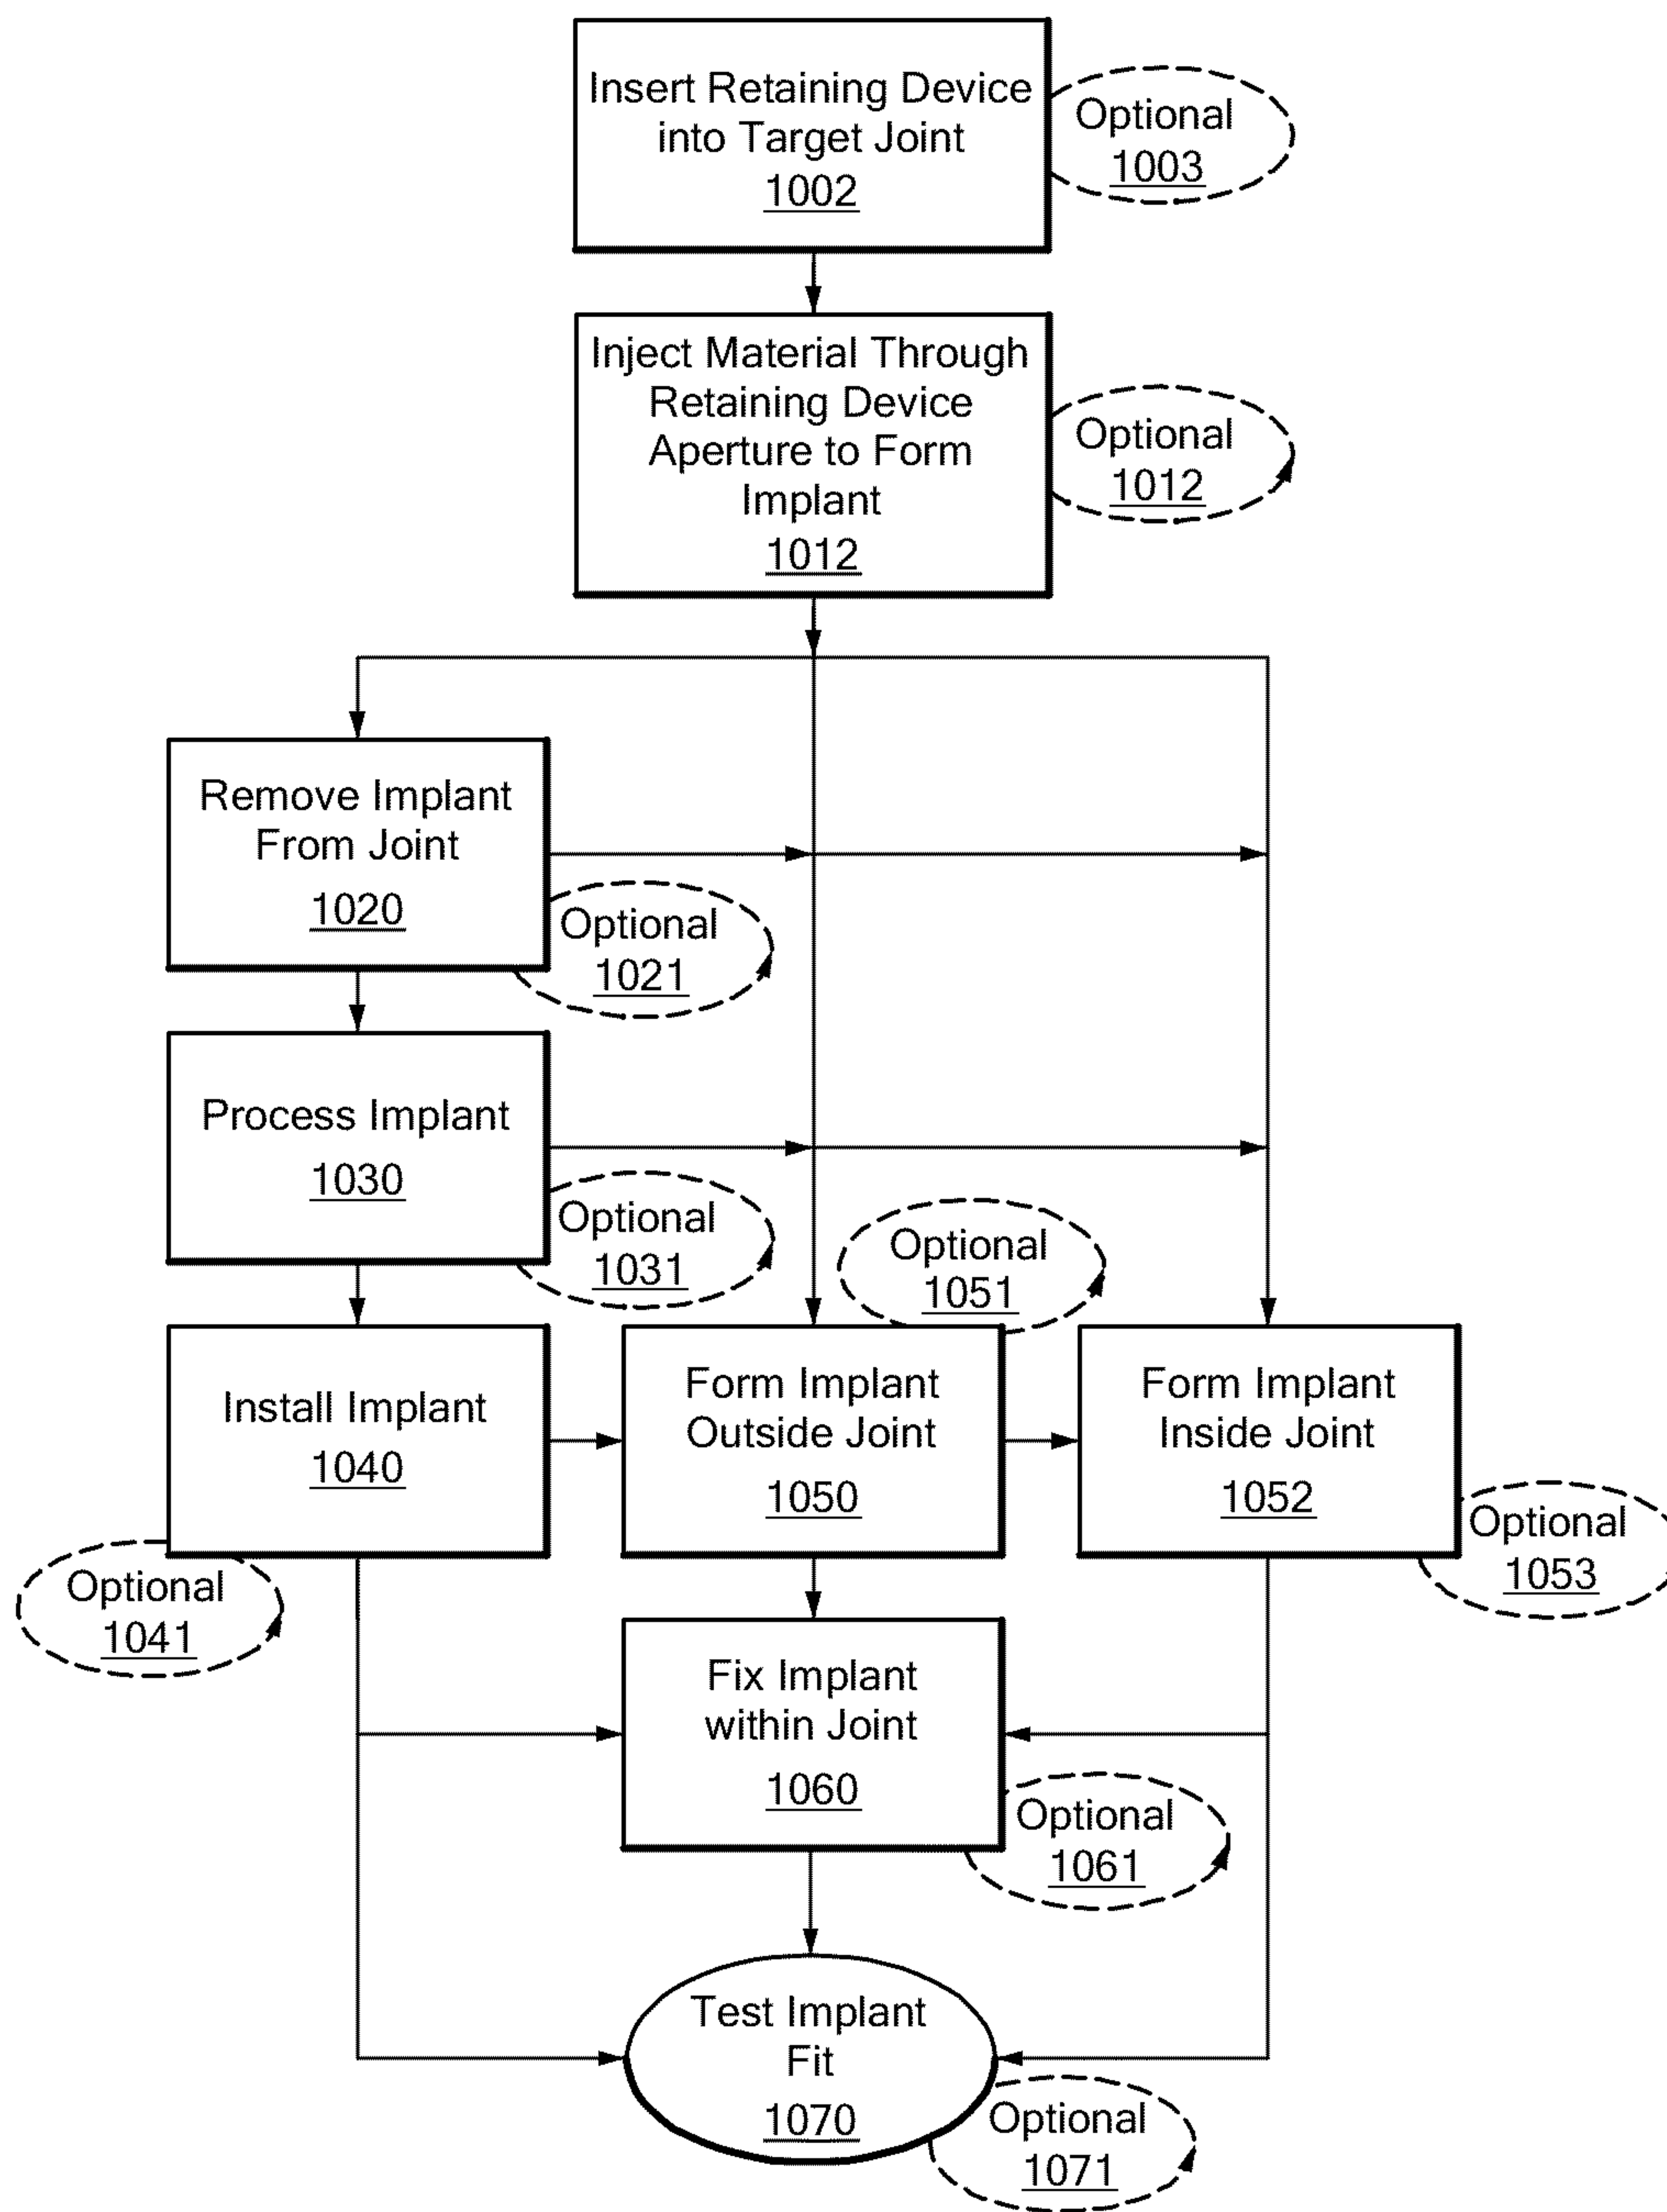 Insert Retaining Device
into Target Joint
1002
Optional
1003
Inject Material Through
Retaining Device
Aperture to Form
Implant
1012
Optional
1012
Remove Implant
From Joint
1020
Optional
1021
Process Implant
1030
Optional
1031
Optional
1051
Install Implant
1040
Optional
1041
Form Implant
Outside Joint
1050
Form Implant
Inside Joint
1052
Optional
1053
Fix Implant
within Joint
1060
Optional
1061
Test Implant
Fit
1070
Optional
1071